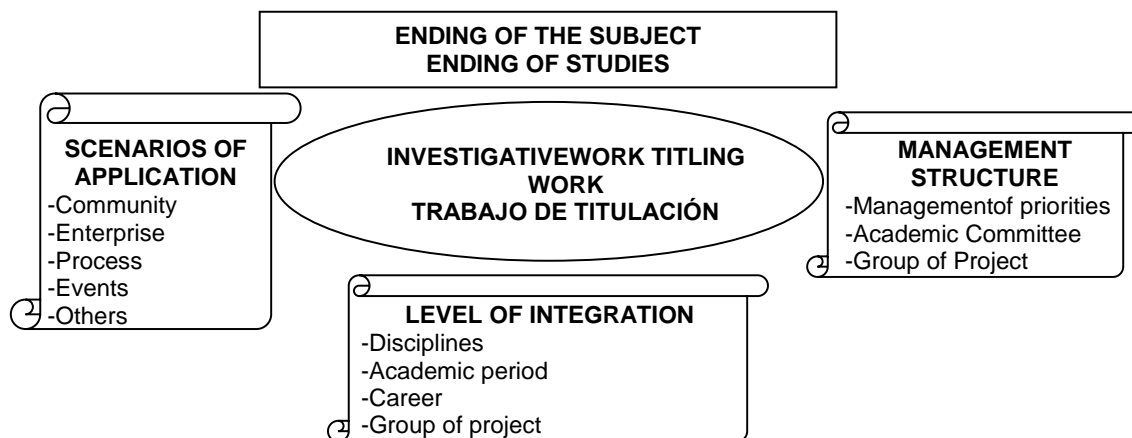 ENDING OF THE SUBJECT
ENDING OF STUDIES
SCENARIOS OF
APPLICATION
-Community
-Enterprise
-Process
-Events
-Others
INVESTIGATIVEWORK TITLING
WORK
TRABAJO DE TITULACIÓN
MANAGEMENT
STRUCTURE
-Managementof priorities
-Academic Committee
-Group of Project
LEVEL OF INTEGRATION
-Disciplines
-Academic period
-Career
-Group of project